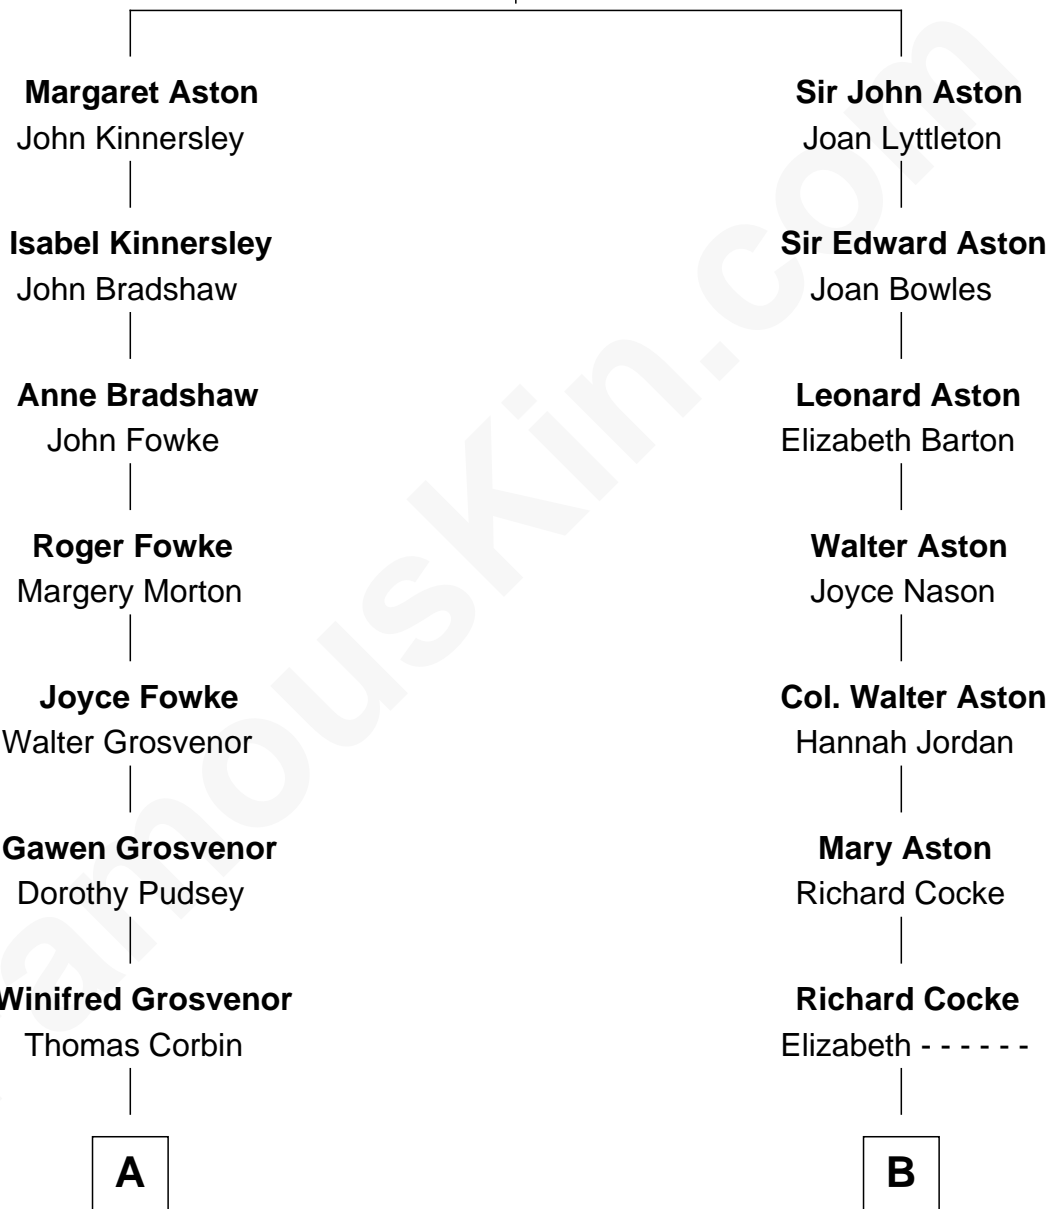 Margaret Aston
John Kinnersley
Isabel Kinnersley
John Bradshaw
Anne Bradshaw
John Fowke
Roger Fowke
Margery Morton
Joyce Fowke
Walter Grosvenor
Gawen Grosvenor
Dorothy Pudsey
Winifred Grosvenor
Thomas Corbin
A
Sir John Aston
Joan Lyttleton
Sir Edward Aston
Joan Bowles
Leonard Aston
Elizabeth Barton
Walter Aston
Joyce Nason
Col. Walter Aston
Hannah Jordan
Mary Aston
Richard Cocke
Richard Cocke
Elizabeth - - - - - -
B
amouskin.com